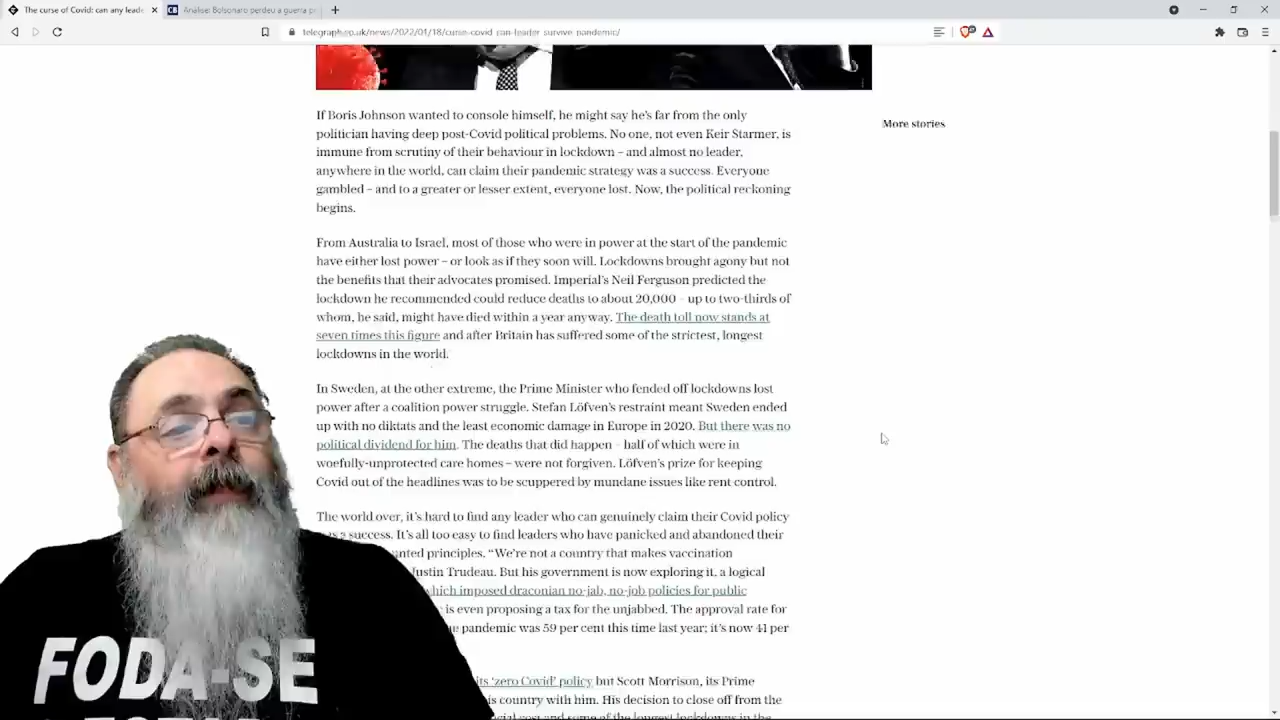 The curse of Covid: can any leade
CB Análise: Bolsonaro perdeu a guerra p
telegraph.co.uk/news/2022/01/18/curse-covid-can-leader-survive-pandemic/
If Boris Johnson wanted to console himself, he might say he's far from the only
politician having deep post-Covid political problems. No one, not even Keir Starmer, is
immune from scrutiny of their behaviour in lockdown – and almost no leader,
anywhere in the world, can claim their pandemic strategy was a success. Everyone
gambled – and to a greater or lesser extent, everyone lost. Now, the political reckoning
begins.
More stories
From Australia to Israel, most of those who were in power at the start of the pandemic
have either lost power – or look as if they soon will. Lockdowns brought agony but not
the benefits that their advocates promised. Imperial's Neil Ferguson predicted the
lockdown he recommended could reduce deaths to about 20,000 – up to two-thirds of
whom, he said, might have died within a year anyway. The death toll now stands at
seven times this figure and after Britain has suffered some of the strictest, longest
lockdowns in the world.
In Sweden, at the other extreme, the Prime Minister who fended off lockdowns lost
power after a coalition power struggle. Stefan Löfven's restraint meant Sweden ended
up with no diktats and the least economic damage in Europe in 2020. But there was no
political dividend for him. The deaths that did happen – half of which were in
woefully-unprotected care homes – were not forgiven. Löfven's prize for keeping
Covid out of the headlines was to be scuppered by mundane issues like rent control.
The world over, it's hard to find any leader who can genuinely claim their Covid policy
a success. It's all too easy to find leaders who have panicked and abandoned their
principles. “We're not a country that makes vaccination
Justin Trudeau. But his government is now exploring it, a logical
which imposed draconian no-jab, no-job policies for public
is even proposing a tax for the unjabbed. The approval rate for
pandemic was 59 per cent this time last year; it's now 41 per
its ‘zero Covid’ policy but Scott Morrison, its Prime
country with him. His decision to close off from the
cost and some of the longest lockdowns in the
FODA-SE